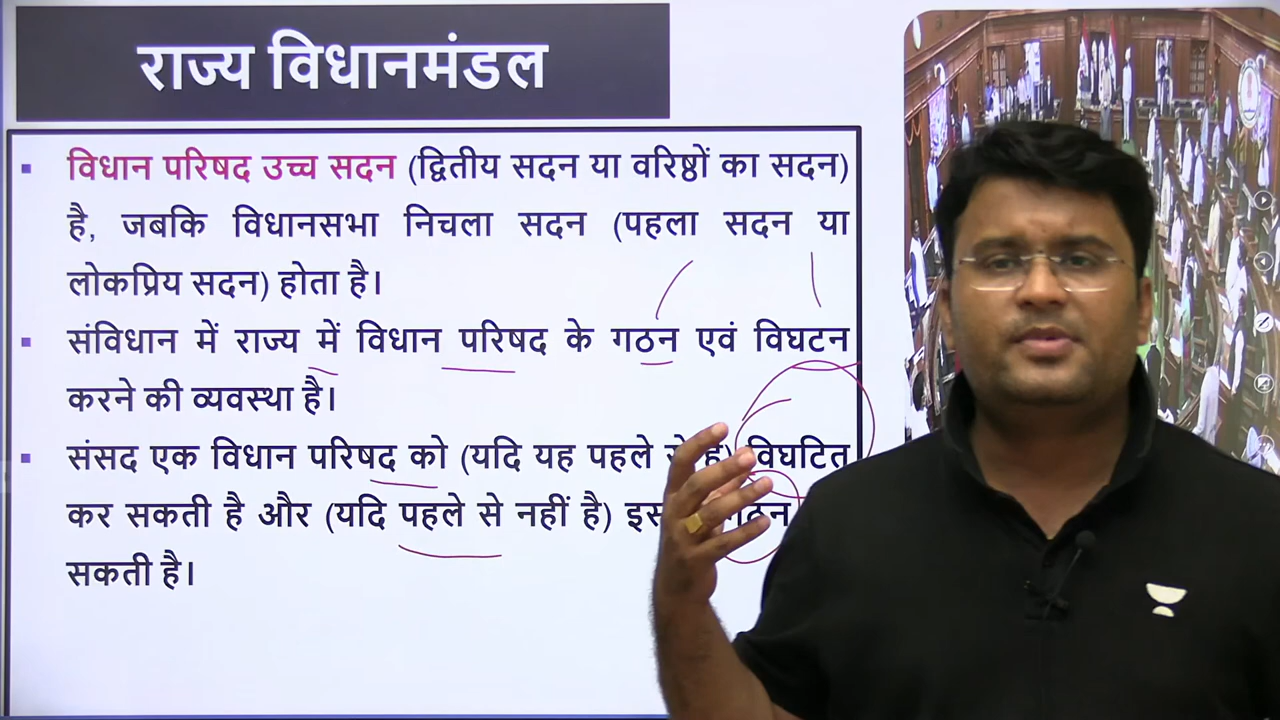 राज्य विधानमंडल
▪ विधान परिषद उच्च सदन (द्वितीय सदन या वरिष्ठों का सदन)
है, जबकि विधानसभा निचला सदन (पहला सदन या
लोकप्रिय सदन) होता है।
▪ संविधान में राज्य में विधान परिषद के गठन एवं विघटन
करने की व्यवस्था है।
▪ संसद एक विधान परिषद को (यदि यह पहले विघटित
कर सकती है और (यदि पहले से नहीं है) गठन
सकती है।